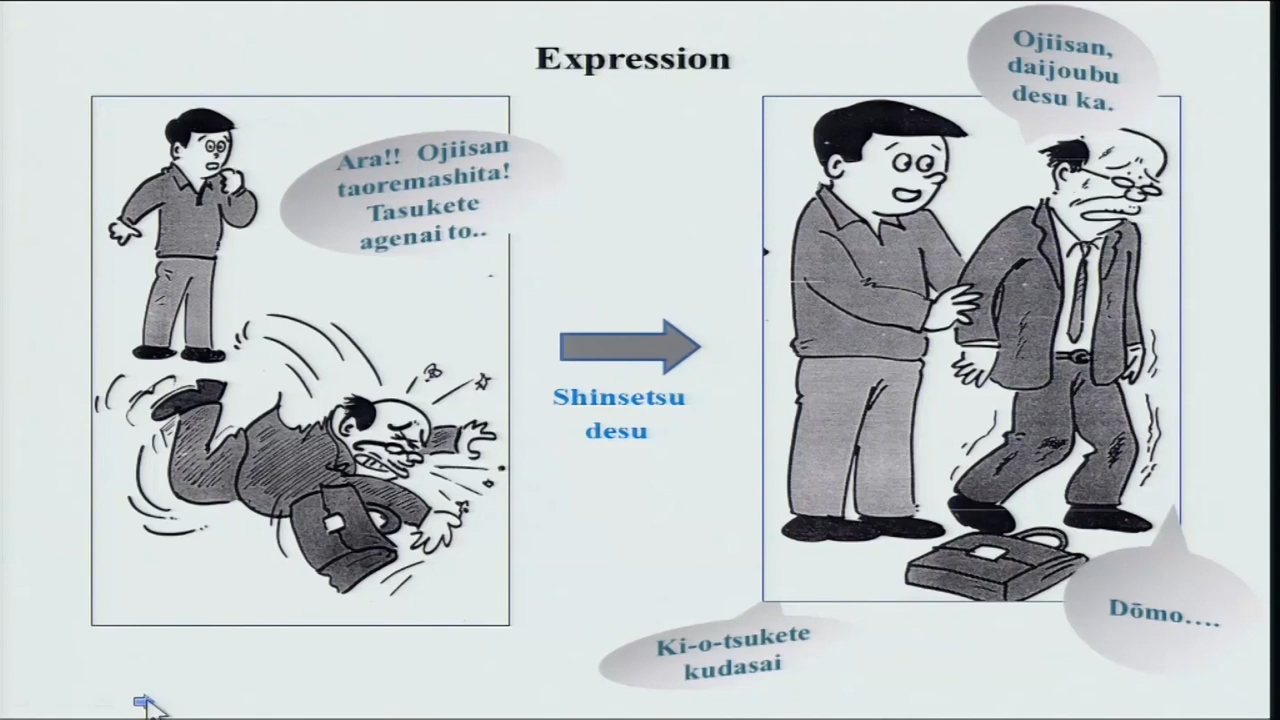 Expression
Ara!! Ojiisan
taoremashita!
Tasukete
agenai to..
Shinsetsu
desu
Ojiisan,
daijoubu
desu ka.
Ki-o-tsukete
kudasai
Dōmo....